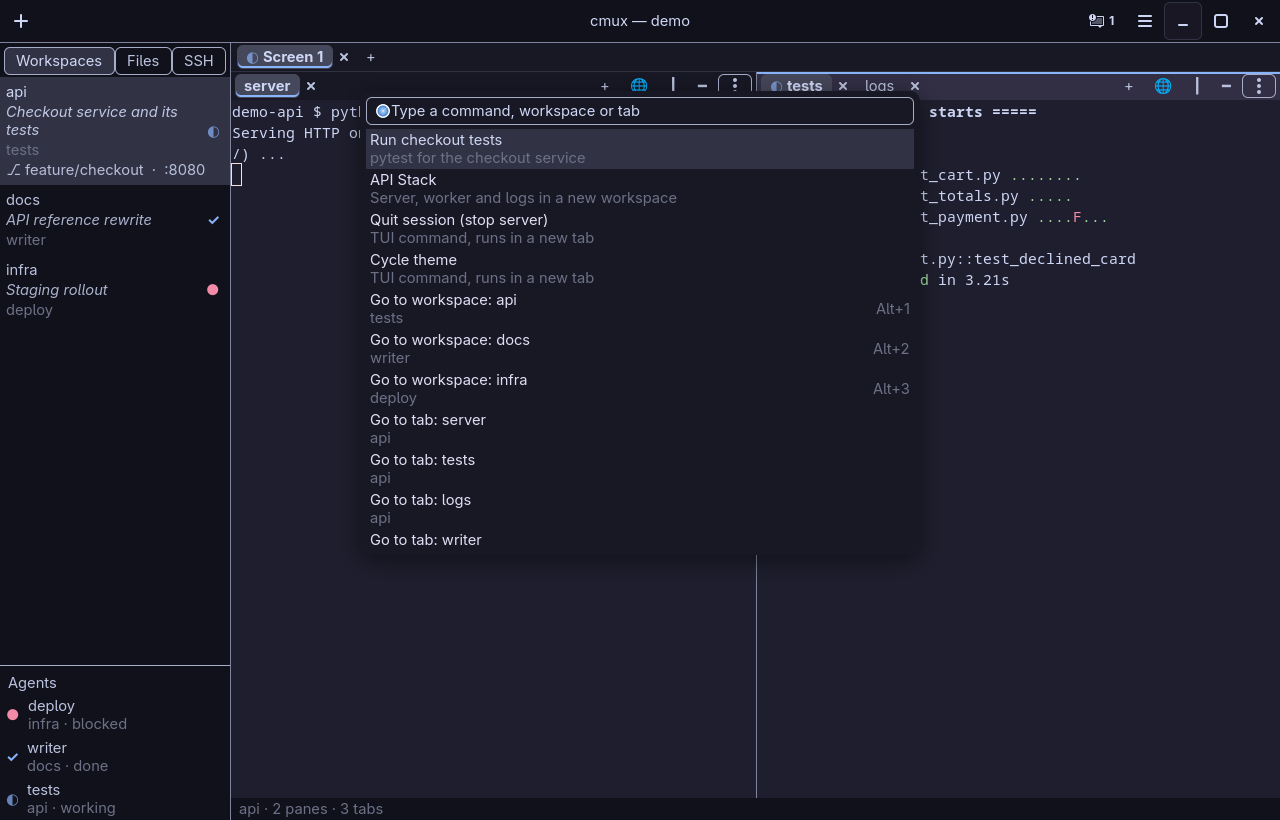 cmux — demo
1
Workspaces
Files
SSH
Screen 1
+
api
Checkout service and its
tests
tests
feature/checkout · :8080
docs
API reference rewrite
writer
infra
Staging rollout
deploy
server
+
tests
logs
+
demo-api $ pyth
Serving HTTP on
/) ...
starts =====
t_cart.py ........
t_totals.py .....
t_payment.py ....F...
t.py::test_declined_card
d in 3.21s
Type a command, workspace or tab
Run checkout tests
pytest for the checkout service
API Stack
Server, worker and logs in a new workspace
Quit session (stop server)
TUI command, runs in a new tab
Cycle theme
TUI command, runs in a new tab
Go to workspace: api
tests
Alt+1
Go to workspace: docs
writer
Alt+2
Go to workspace: infra
deploy
Alt+3
Go to tab: server
api
Go to tab: tests
api
Go to tab: logs
api
Go to tab: writer
Agents
deploy
infra · blocked
writer
docs · done
tests
api · working
api · 2 panes · 3 tabs